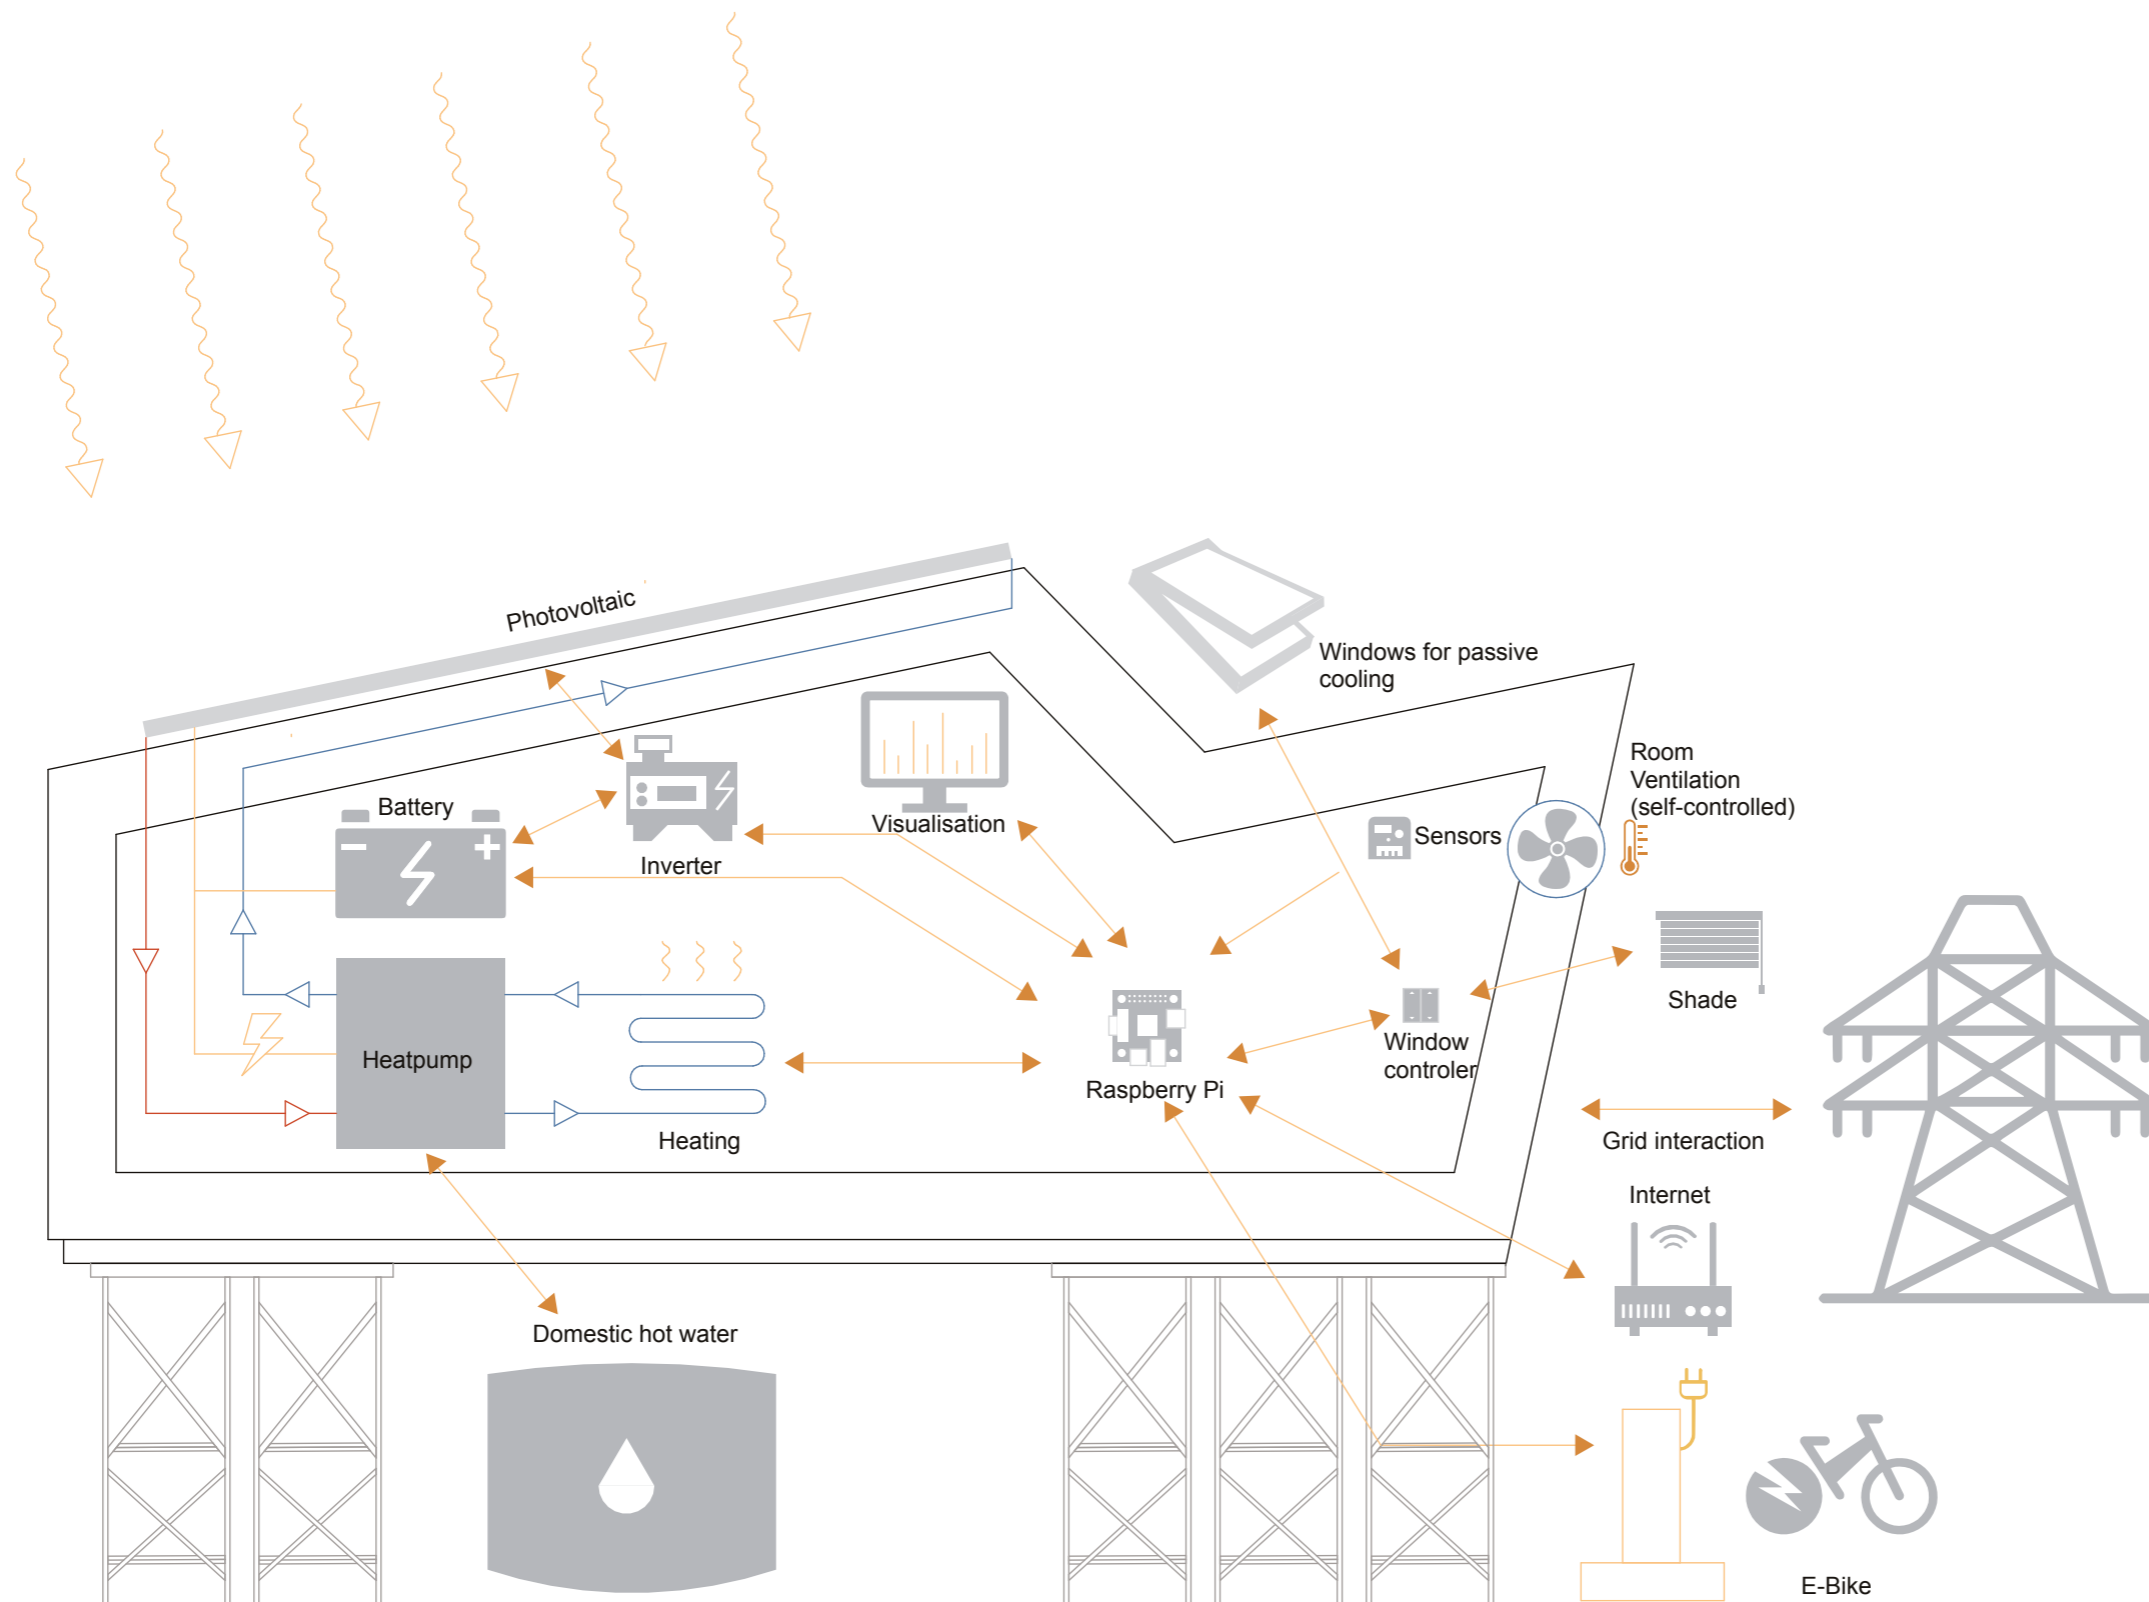 Photovoltaic
Windows for passive
cooling
Room
Ventilation
(self-controlled)
Battery
Visualisation
Sensors
Inverter
Shade
Window
controler
Heatpump
Raspberry Pi
Heating
Grid interaction
Internet
Domestic hot water
E-Bike